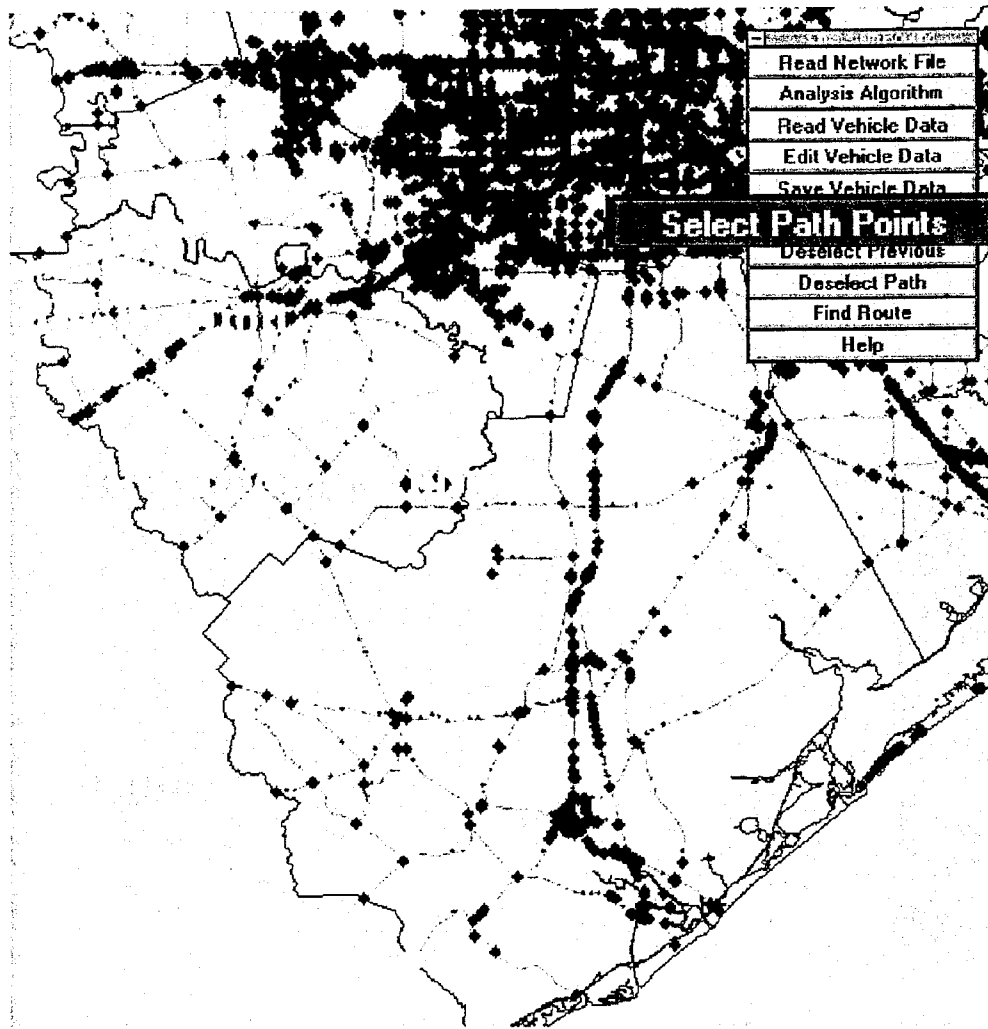 Read Network File
Analysis Algorithm
Read Vehicle Data
Edit Vehicle Data
Save Vehicle Data
Select Path Points
Deselect Previous
Deselect Path
Find Route
Help